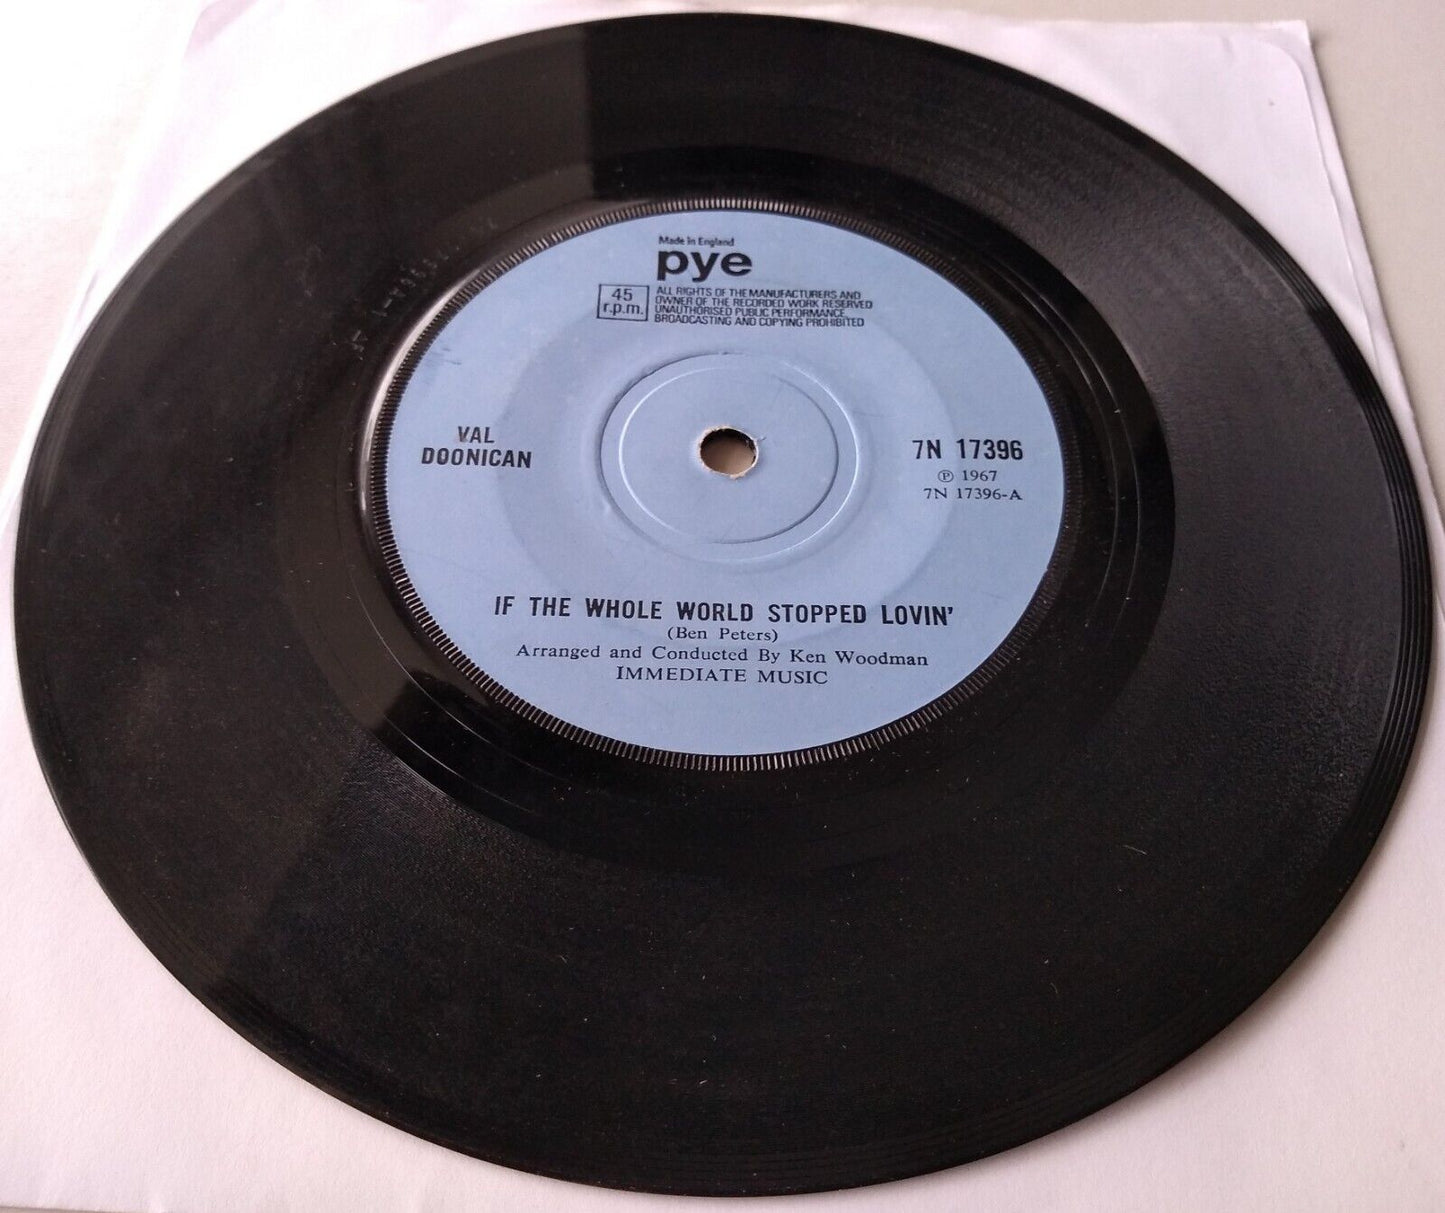 Made in England
pye
45
r.p.m.
ALL RIGHTS OF THE MANUFACTURERS AND
OWNER OF THE RECORDED WORK RESERVED
UNAUTHORISED PUBLIC PERFORMANCE,
BROADCASTING AND COPYING PROHIBITED
VAL
DOONICAN
7N 17396
℗ 1967
7N 17396-A
IF THE WHOLE WORLD STOPPED LOVIN'
(Ben Peters)
Arranged and Conducted By Ken Woodman
IMMEDIATE MUSIC